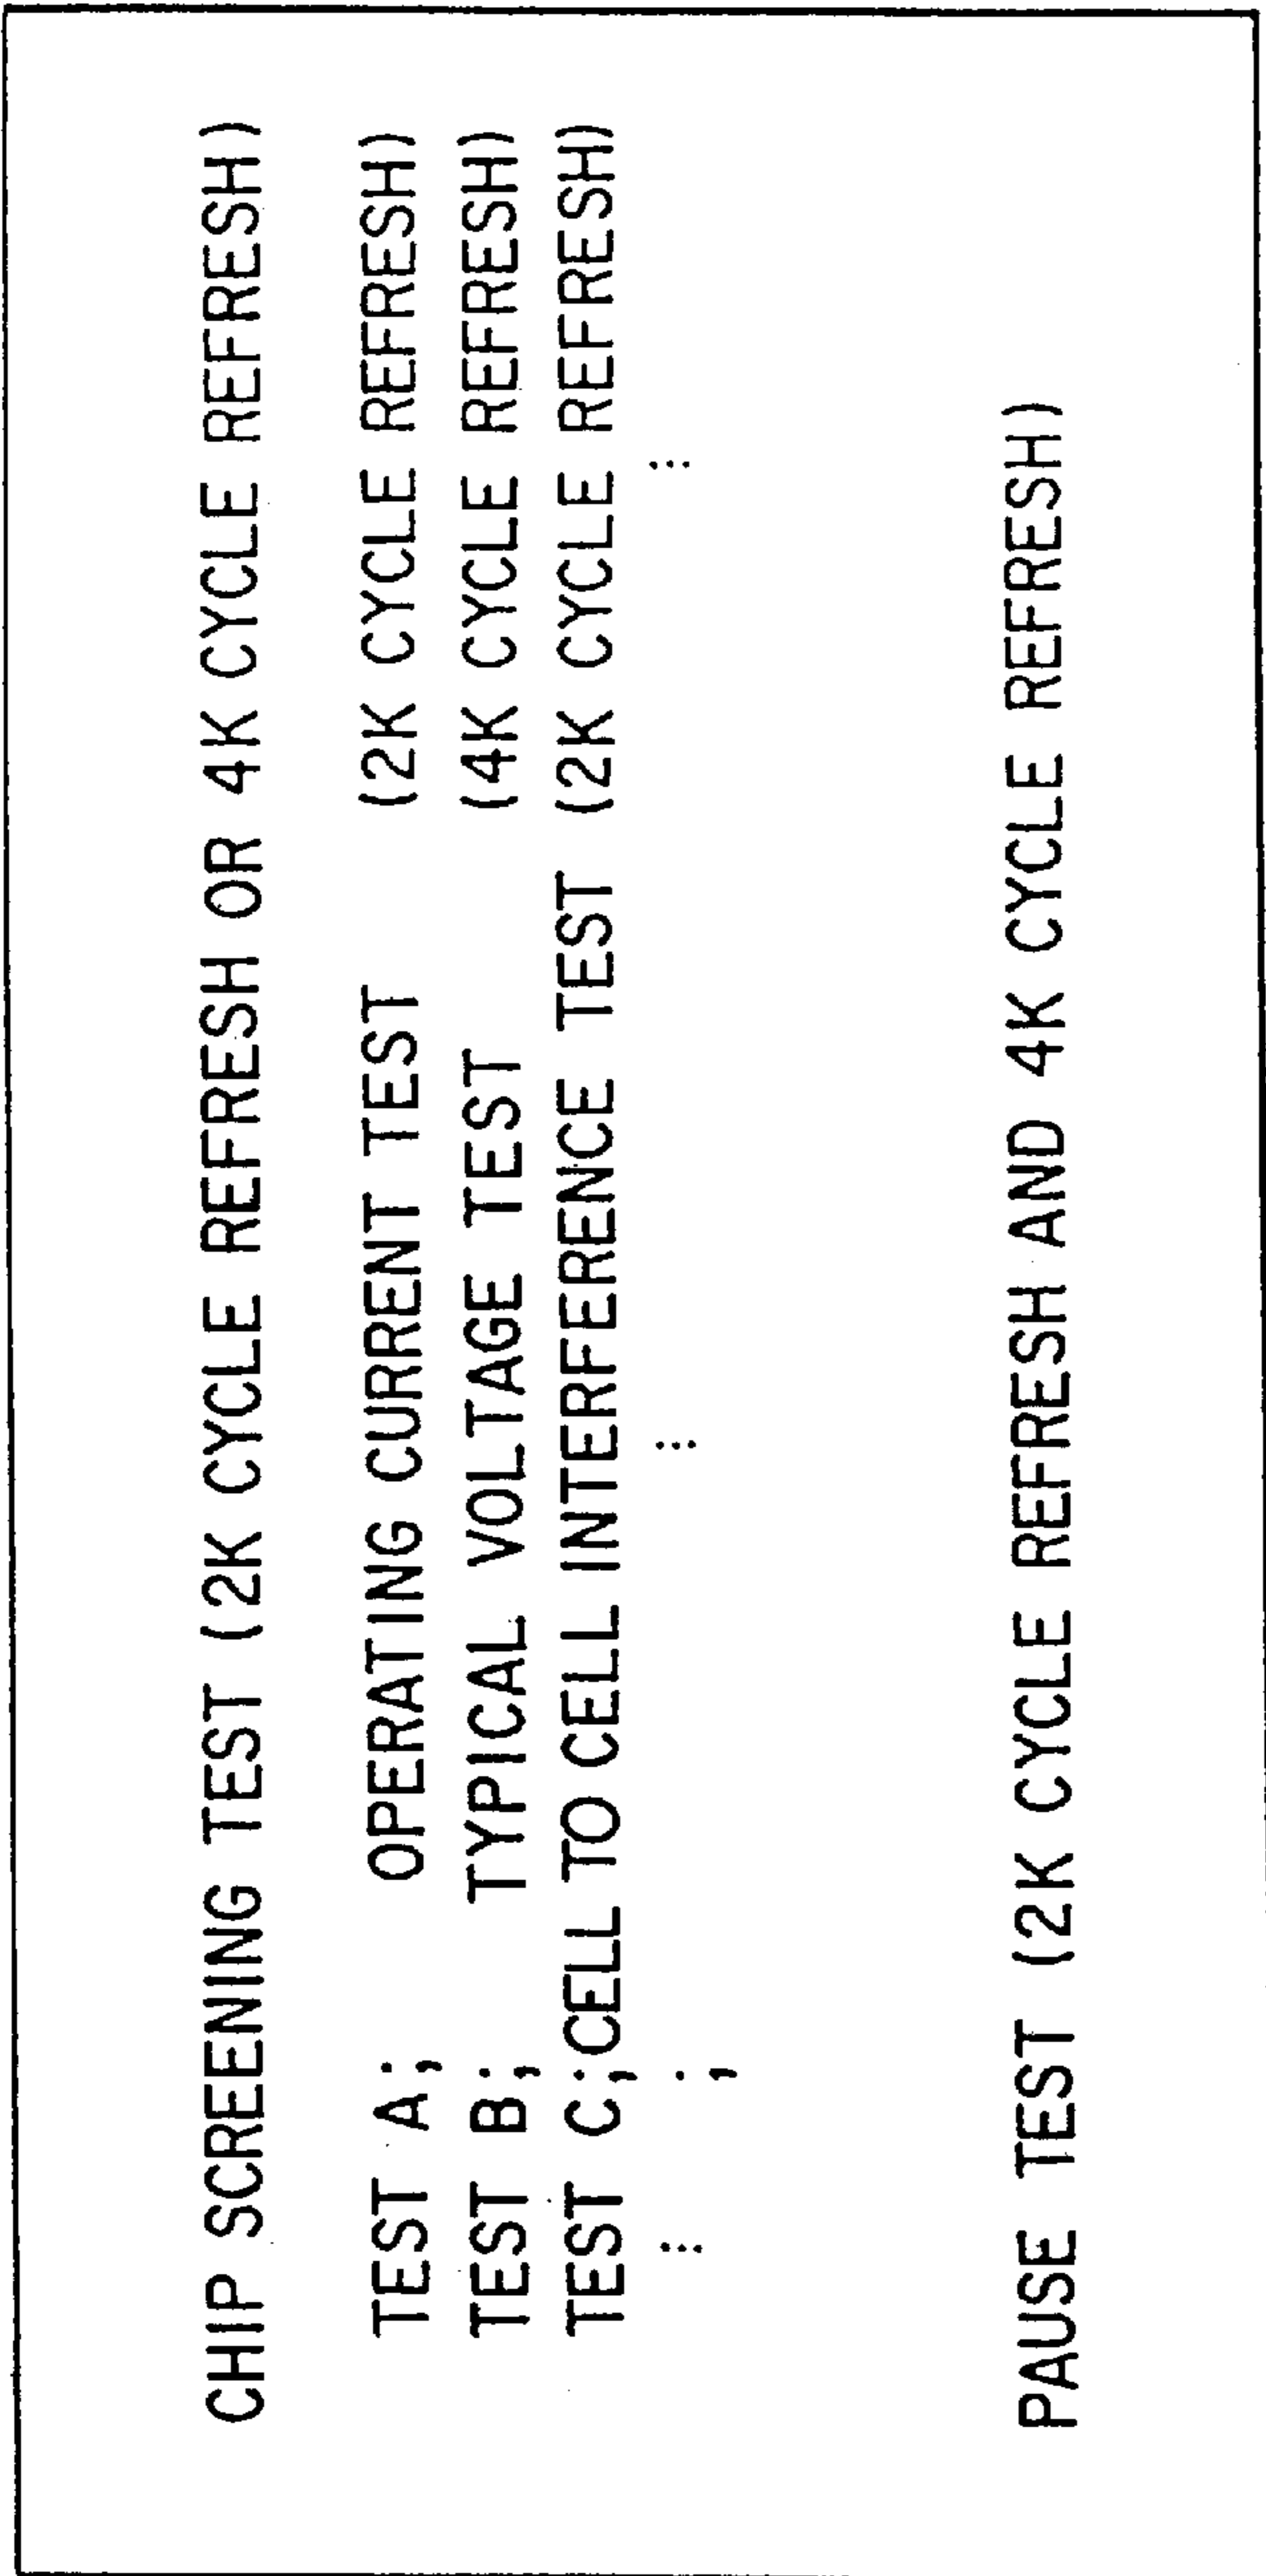 CHIP SCREENING TEST (2K CYCLE REFRESH OR 4K CYCLE REFRESH)
TEST A; OPERATING CURRENT TEST (2K CYCLE REFRESH)
TEST B; TYPICAL VOLTAGE TEST (4K CYCLE REFRESH)
TEST C; CELL TO CELL INTERFERENCE TEST (2K CYCLE REFRESH)
... ; ... ...
PAUSE TEST (2K CYCLE REFRESH AND 4K CYCLE REFRESH)